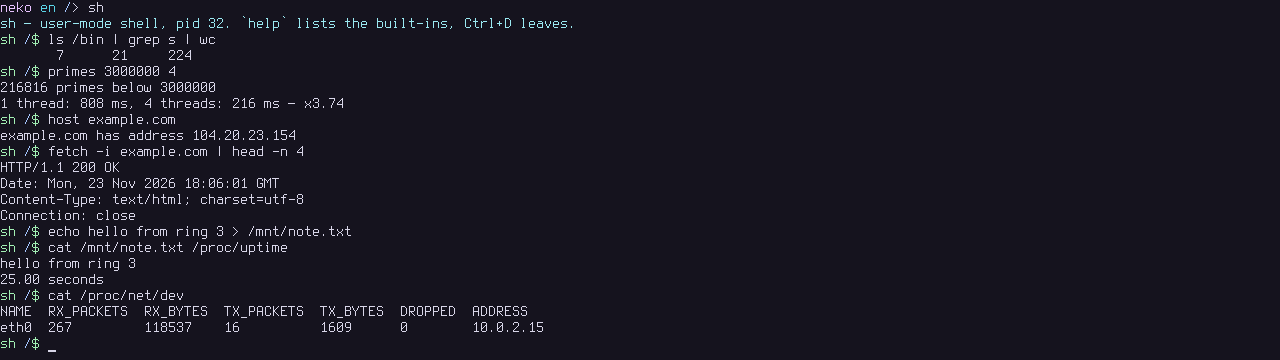 neko en /> sh
sh – user-mode shell, pid 32. `help` lists the built-ins, Ctrl+D leaves.
sh /$ ls /bin | grep s | wc
       7      21     224
sh /$ primes 3000000 4
216816 primes below 3000000
1 thread: 808 ms, 4 threads: 216 ms – x3.74
sh /$ host example.com
example.com has address 104.20.23.154
sh /$ fetch -i example.com | head -n 4
HTTP/1.1 200 OK
Date: Mon, 23 Nov 2026 18:06:01 GMT
Content-Type: text/html; charset=utf-8
Connection: close
sh /$ echo hello from ring 3 > /mnt/note.txt
sh /$ cat /mnt/note.txt /proc/uptime
hello from ring 3
25.00 seconds
sh /$ cat /proc/net/dev
NAME  RX_PACKETS  RX_BYTES  TX_PACKETS  TX_BYTES  DROPPED  ADDRESS
eth0  267         118537    16          1609      0        10.0.2.15
sh /$ _